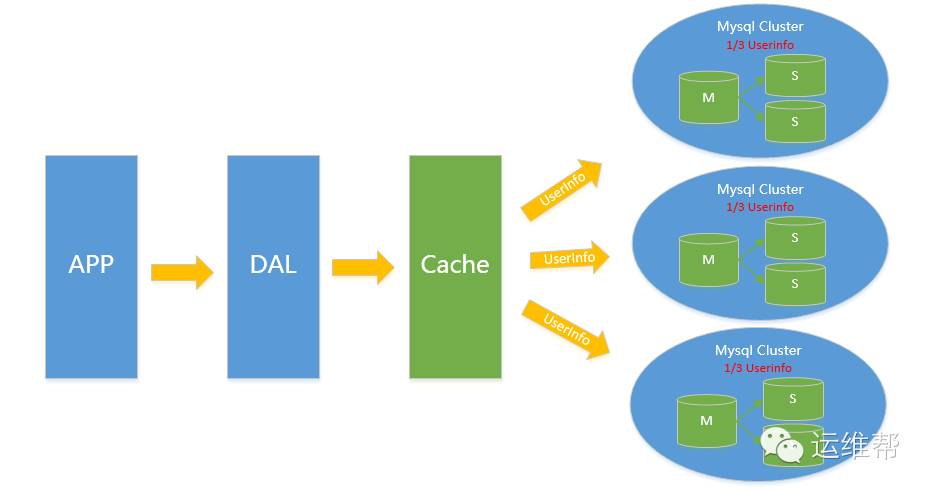 APP
DAL
Cache
UserInfo
UserInfo
UserInfo
Mysql Cluster
1/3 Userinfo
M
S
S
Mysql Cluster
1/3 Userinfo
M
S
S
Mysql Cluster
1/3 Userinfo
M
S
运维帮